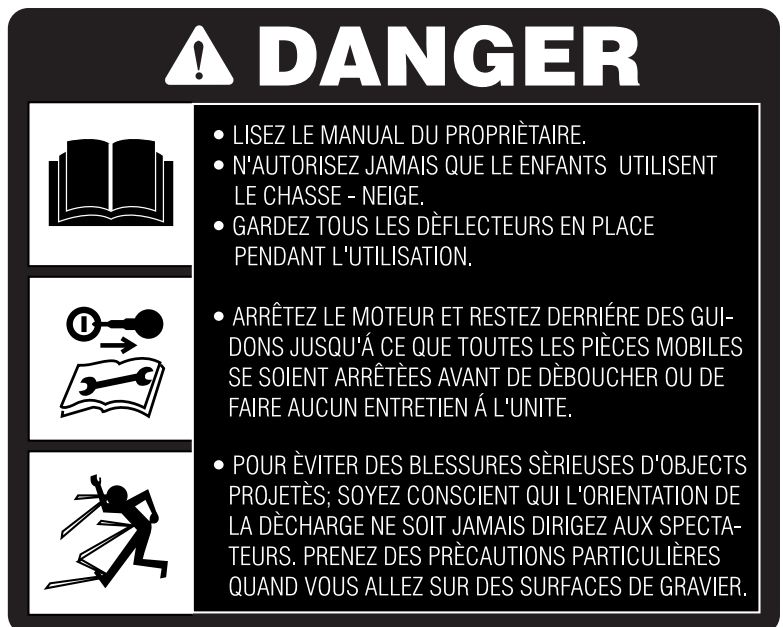 DANGER
• LISEZ LE MANUAL DU PROPRIÈTAIRE.
• N'AUTORISEZ JAMAIS QUE LE ENFANTS UTILISENT
LE CHASSE - NEIGE.
• GARDEZ TOUS LES DÈFLECTEURS EN PLACE
PENDANT L'UTILISATION.
• ARRÊTEZ LE MOTEUR ET RESTEZ DERRIÉRE DES GUI-
DONS JUSQU'Á CE QUE TOUTES LES PIÈCES MOBILES
SE SOIENT ARRÊTÈES AVANT DE DÈBOUCHER OU DE
FAIRE AUCUN ENTRETIEN Á L'UNITE.
• POUR ÈVITER DES BLESSURES SÈRIEUSES D'OBJECTS
PROJETÈS; SOYEZ CONSCIENT QUI L'ORIENTATION DE
LA DÈCHARGE NE SOIT JAMAIS DIRIGEZ AUX SPECTA-
TEURS. PRENEZ DES PRÈCAUTIONS PARTICULIÈRES
QUAND VOUS ALLEZ SUR DES SURFACES DE GRAVIER.